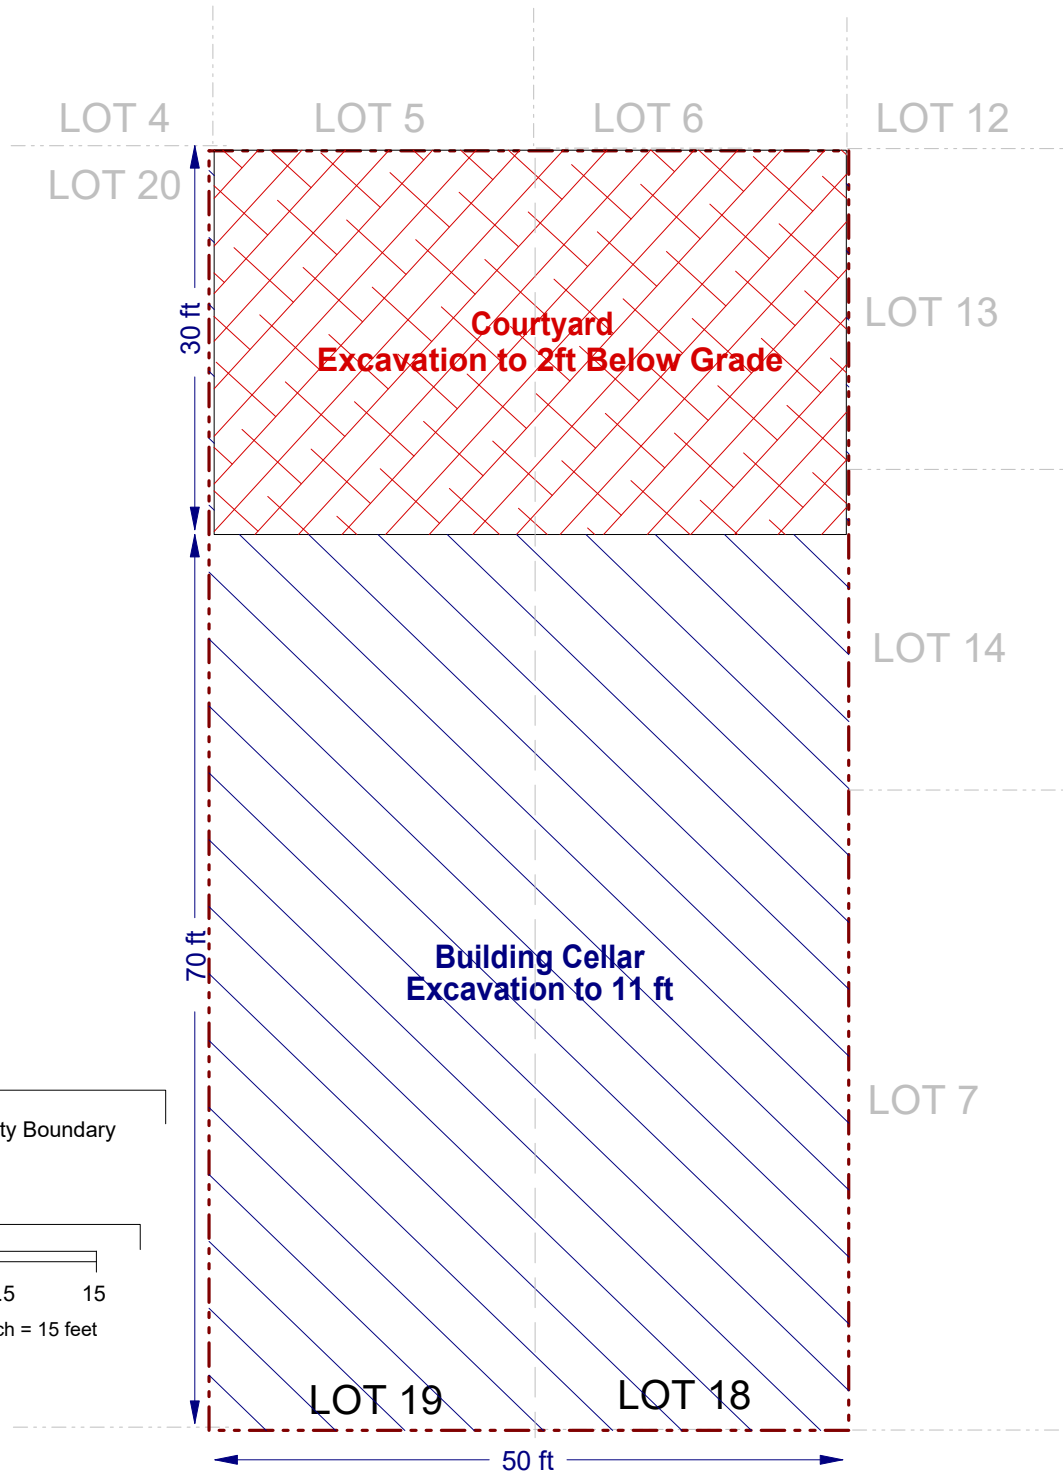 LOT 4
LOT 5
LOT 6
LOT 12
LOT 20
30 ft
LOT 13
Courtyard
Excavation to 2ft Below Grade
LOT 14
70 ft
Building Cellar
Excavation to 11 ft
LOT 7
ty Boundary
.5 15
ch = 15 feet
LOT 19
LOT 18
50 ft